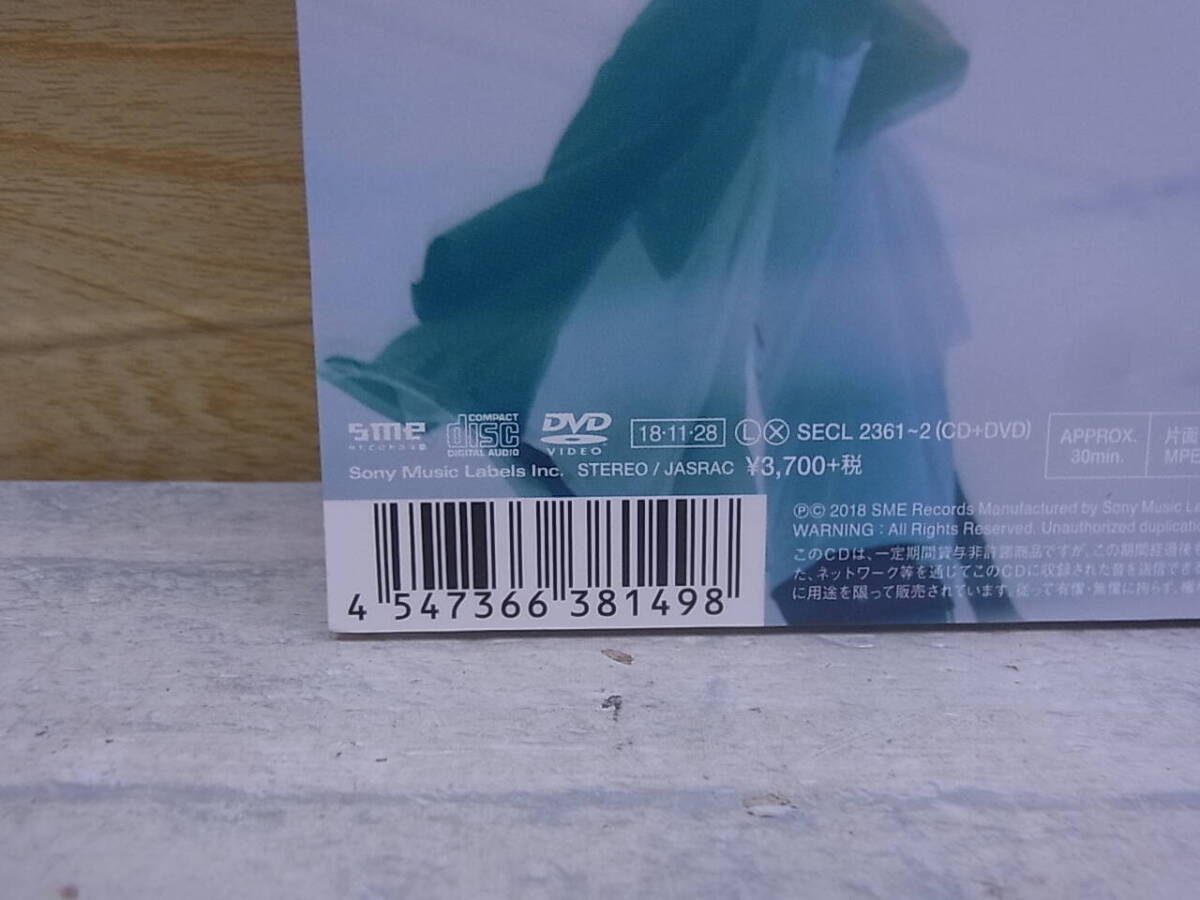 sme RECORDS
COMPACT disc DIGITAL AUDIO
DVD VIDEO
18・11・28
Ⓛ Ⓧ SECL 2361~2 (CD+DVD)
Sony Music Labels Inc. STEREO / JASRAC ¥3,700+税
APPROX. 30min.
片面
MPE
Ⓟ© 2018 SME Records Manufactured by Sony Music La
WARNING : All Rights Reserved. Unauthorized duplicat
このCDは、一定期間貸与非許諾商品ですが、この期間経過後
た、ネットワーク等を通じてこのCDに収録された音を送信できる
に用途を限って販売されています。従って有償・無償に拘らず、権
4 547366 381498